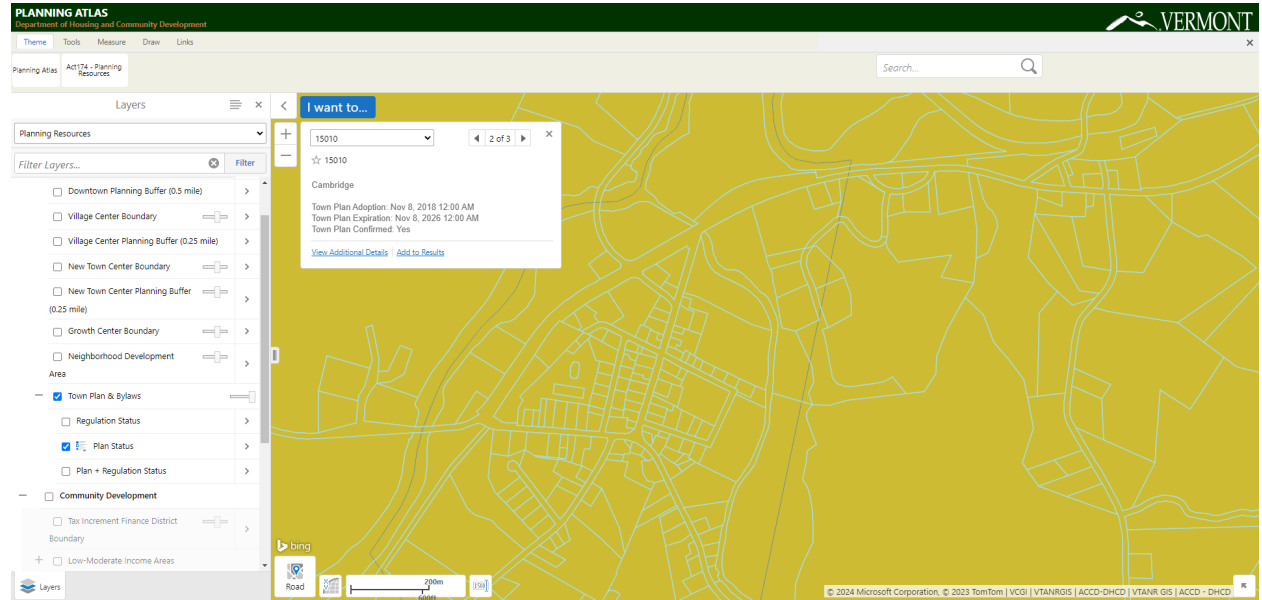 PLANNING ATLAS
Department of Housing and Community Development
VERMONT
Theme Tools Measure Draw Links
Planning Atlas
Act174 - Planning
Resources
Search...
Layers
Planning Resources
Filter Layers...
Filter
Downtown Planning Buffer (0.5 mile)
Village Center Boundary
Village Center Planning Buffer (0.25 mile)
New Town Center Boundary
New Town Center Planning Buffer
(0.25 mile)
Growth Center Boundary
Neighborhood Development
Area
Town Plan & Bylaws
Regulation Status
Plan Status
Plan + Regulation Status
Community Development
Tax Increment Finance District
Boundary
Low-Moderate Income Areas
Layers
I want to...
15010
2 of 3
15010
Cambridge
Town Plan Adoption: Nov 8, 2018 12:00 AM
Town Plan Expiration: Nov 8, 2026 12:00 AM
Town Plan Confirmed: Yes
View Additional Details Add to Results
bing
Road
200m
600ft
© 2024 Microsoft Corporation, © 2023 TomTom | VCGI | VTANRGIS | ACCD-DHCD | VTANR GIS | ACCD - DHCD